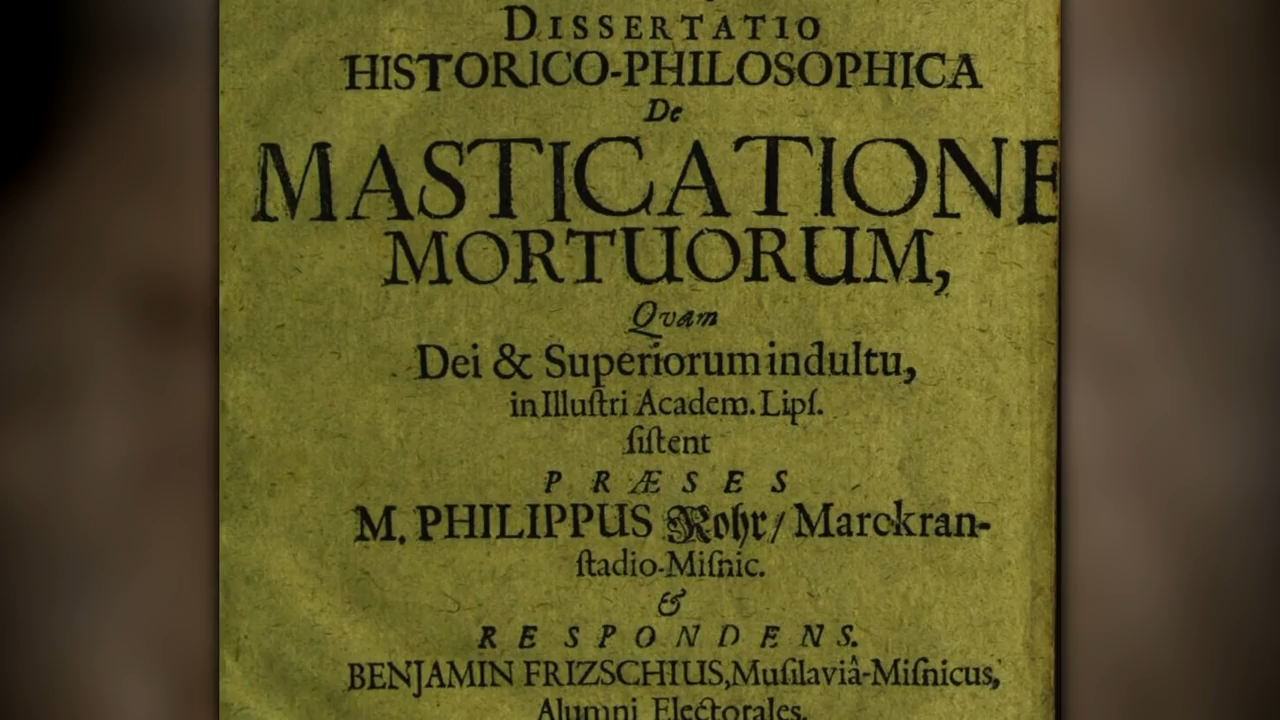 DISSERTATIO
HISTORICO-PHILOSOPHICA
De
MASTICATIONE
MORTUORUM,
Qvam
Dei & Superiorum indultu,
in Illuſtri Academ. Lipſ.
ſiſtent
PRÆSES
M. PHILIPPUS Rohr/ Marckran-
ſtadio-Miſnic.
&
RESPONDENS.
BENJAMIN FRIZSCHIUS, Muſilaviâ-Miſnicus,
Alumni Electorales.